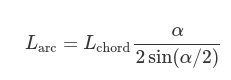 L_arc = L_chord α / (2 sin(α/2))